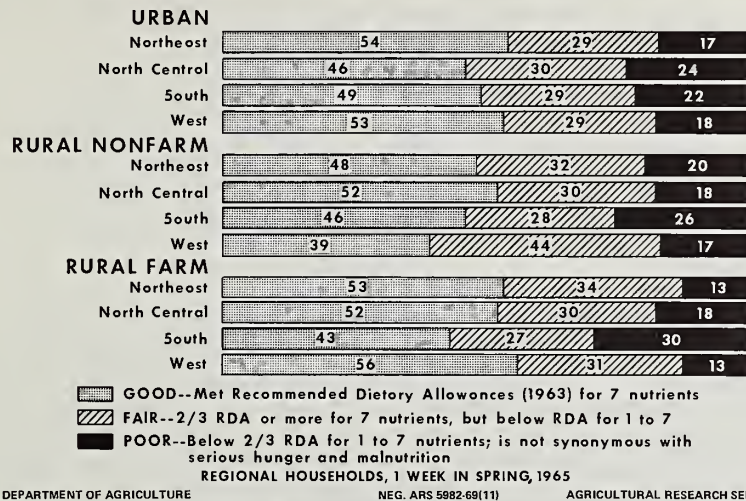 URBAN
Northeast 54 29 17
North Central 46 30 24
South 49 29 22
West 53 29 18
RURAL NONFARM
Northeast 48 32 20
North Central 52 30 18
South 46 28 26
West 39 44 17
RURAL FARM
Northeast 53 34 13
North Central 52 30 18
South 43 27 30
West 56 31 13
GOOD--Met Recommended Dietary Allowances (1963) for 7 nutrients
FAIR--2/3 RDA or more for 7 nutrients, but below RDA for 1 to 7
POOR--Below 2/3 RDA for 1 to 7 nutrients; is not synonymous with
serious hunger and malnutrition
REGIONAL HOUSEHOLDS, 1 WEEK IN SPRING, 1965
DEPARTMENT OF AGRICULTURE NEG. ARS 5982-69(11) AGRICULTURAL RESEARCH SE